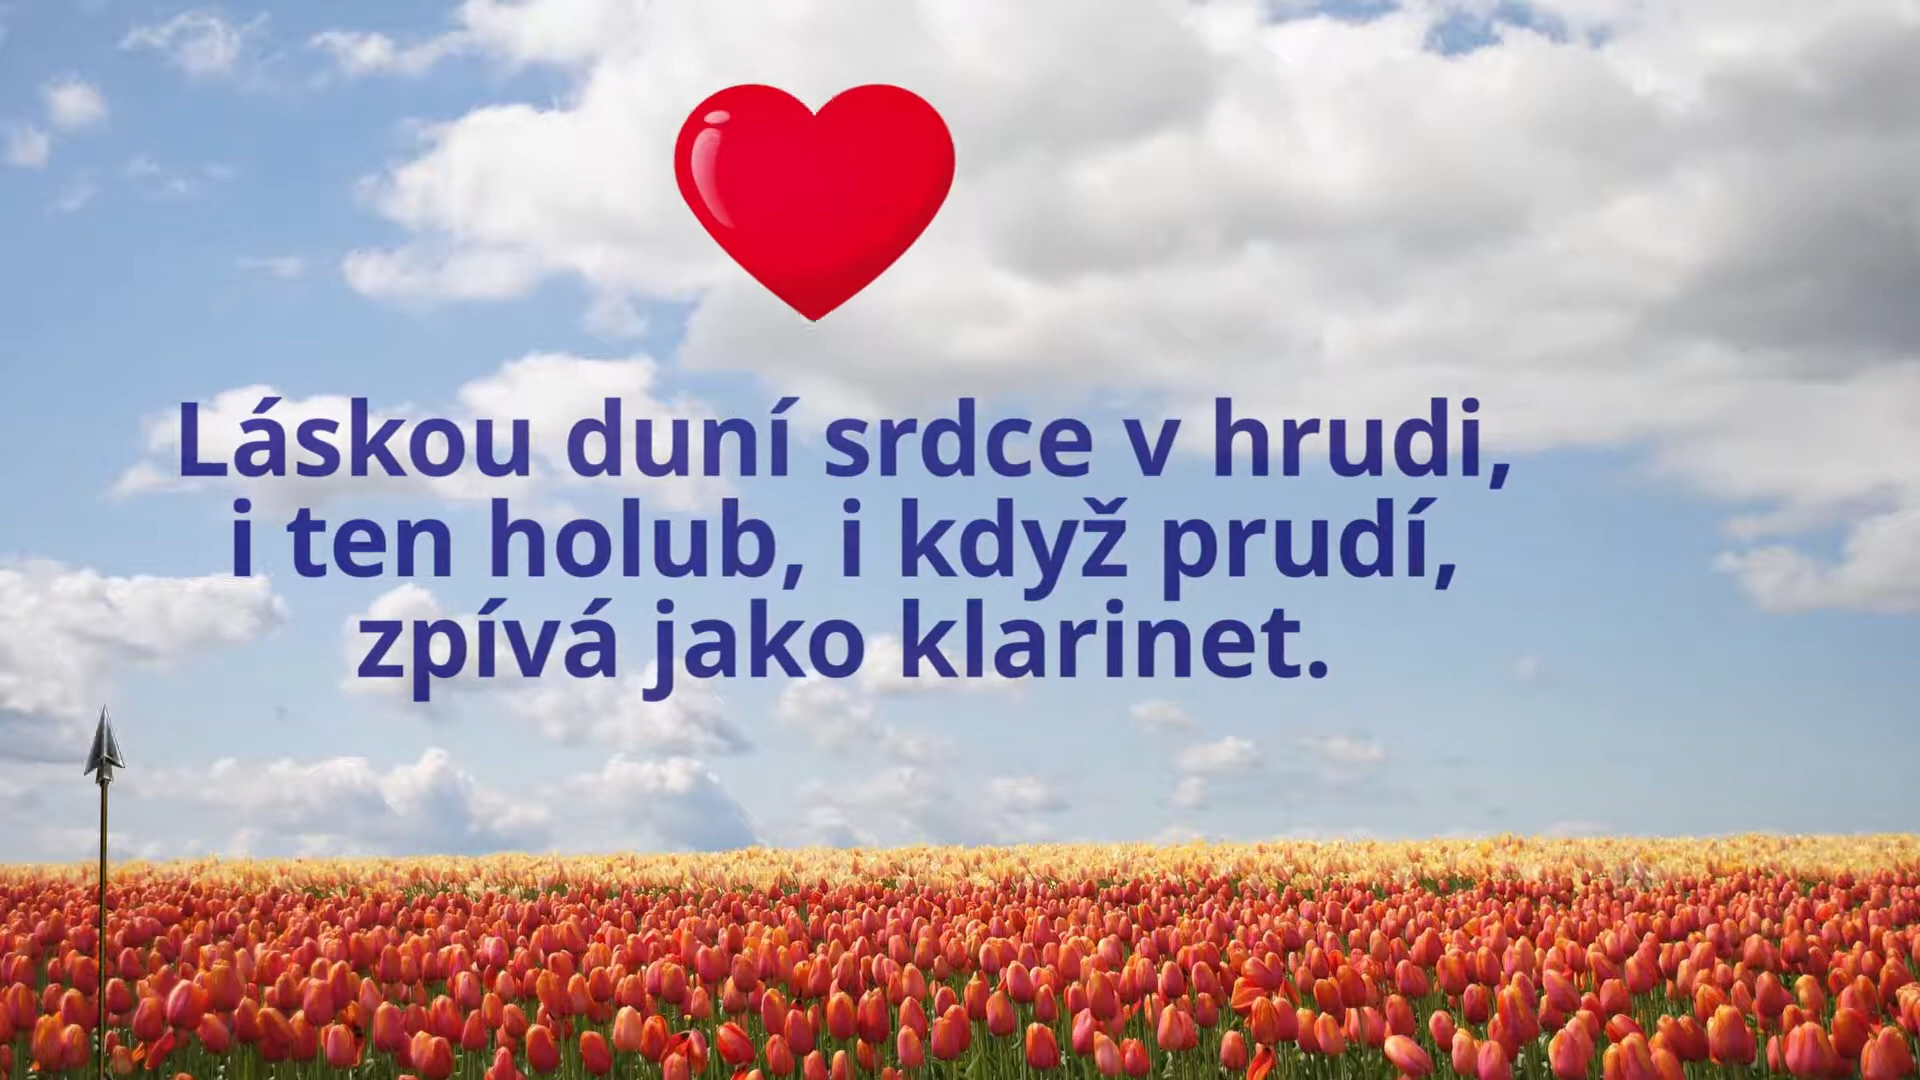 Láskou duní srdce v hrudi,
i ten holub, i když prudí,
zpívá jako klarinet.